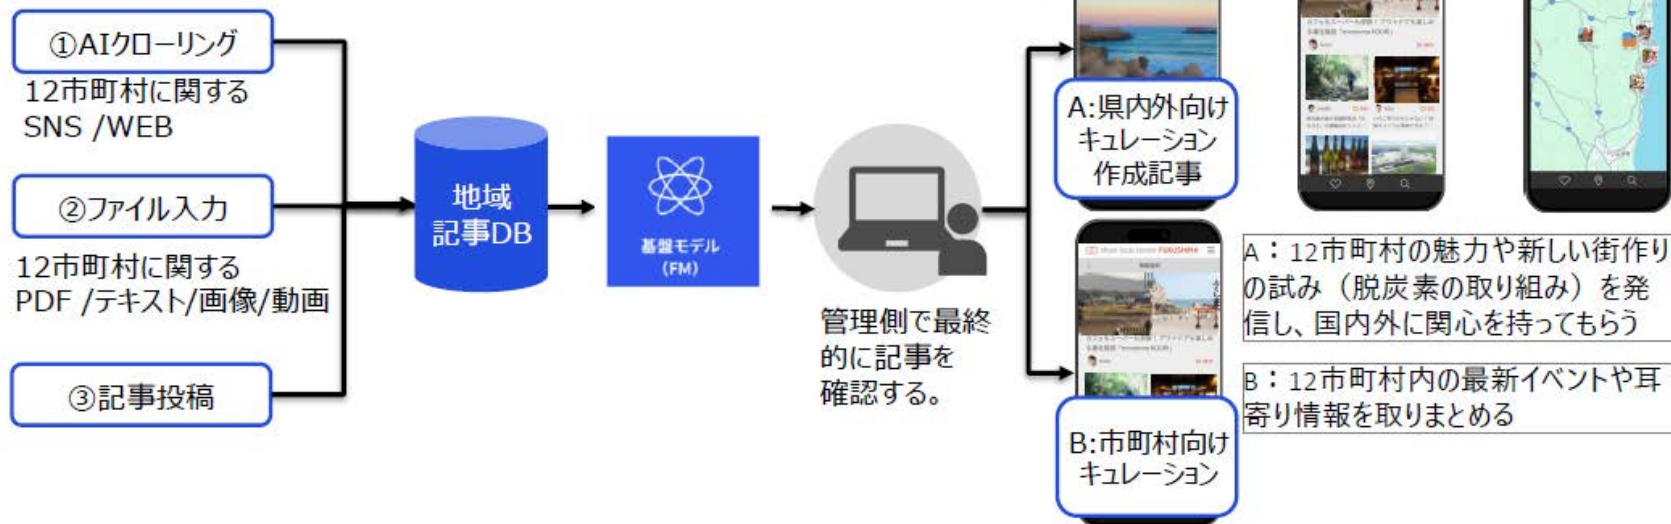 ①AIクローリング
12市町村に関する
SNS /WEB
②ファイル入力
12市町村に関する
PDF /テキスト/画像/動画
③記事投稿
地域
記事DB
基盤モデル
(FM)
管理側で最終
的に記事を
確認する。
A:県内外向け
キュレーション
作成記事
B:市町村向け
キュレーション
A：12市町村の魅力や新しい街作り
の試み（脱炭素の取り組み）を発
信し、国内外に関心を持ってもらう
B：12市町村内の最新イベントや耳
寄り情報を取りまとめる
FUKUSHIMA